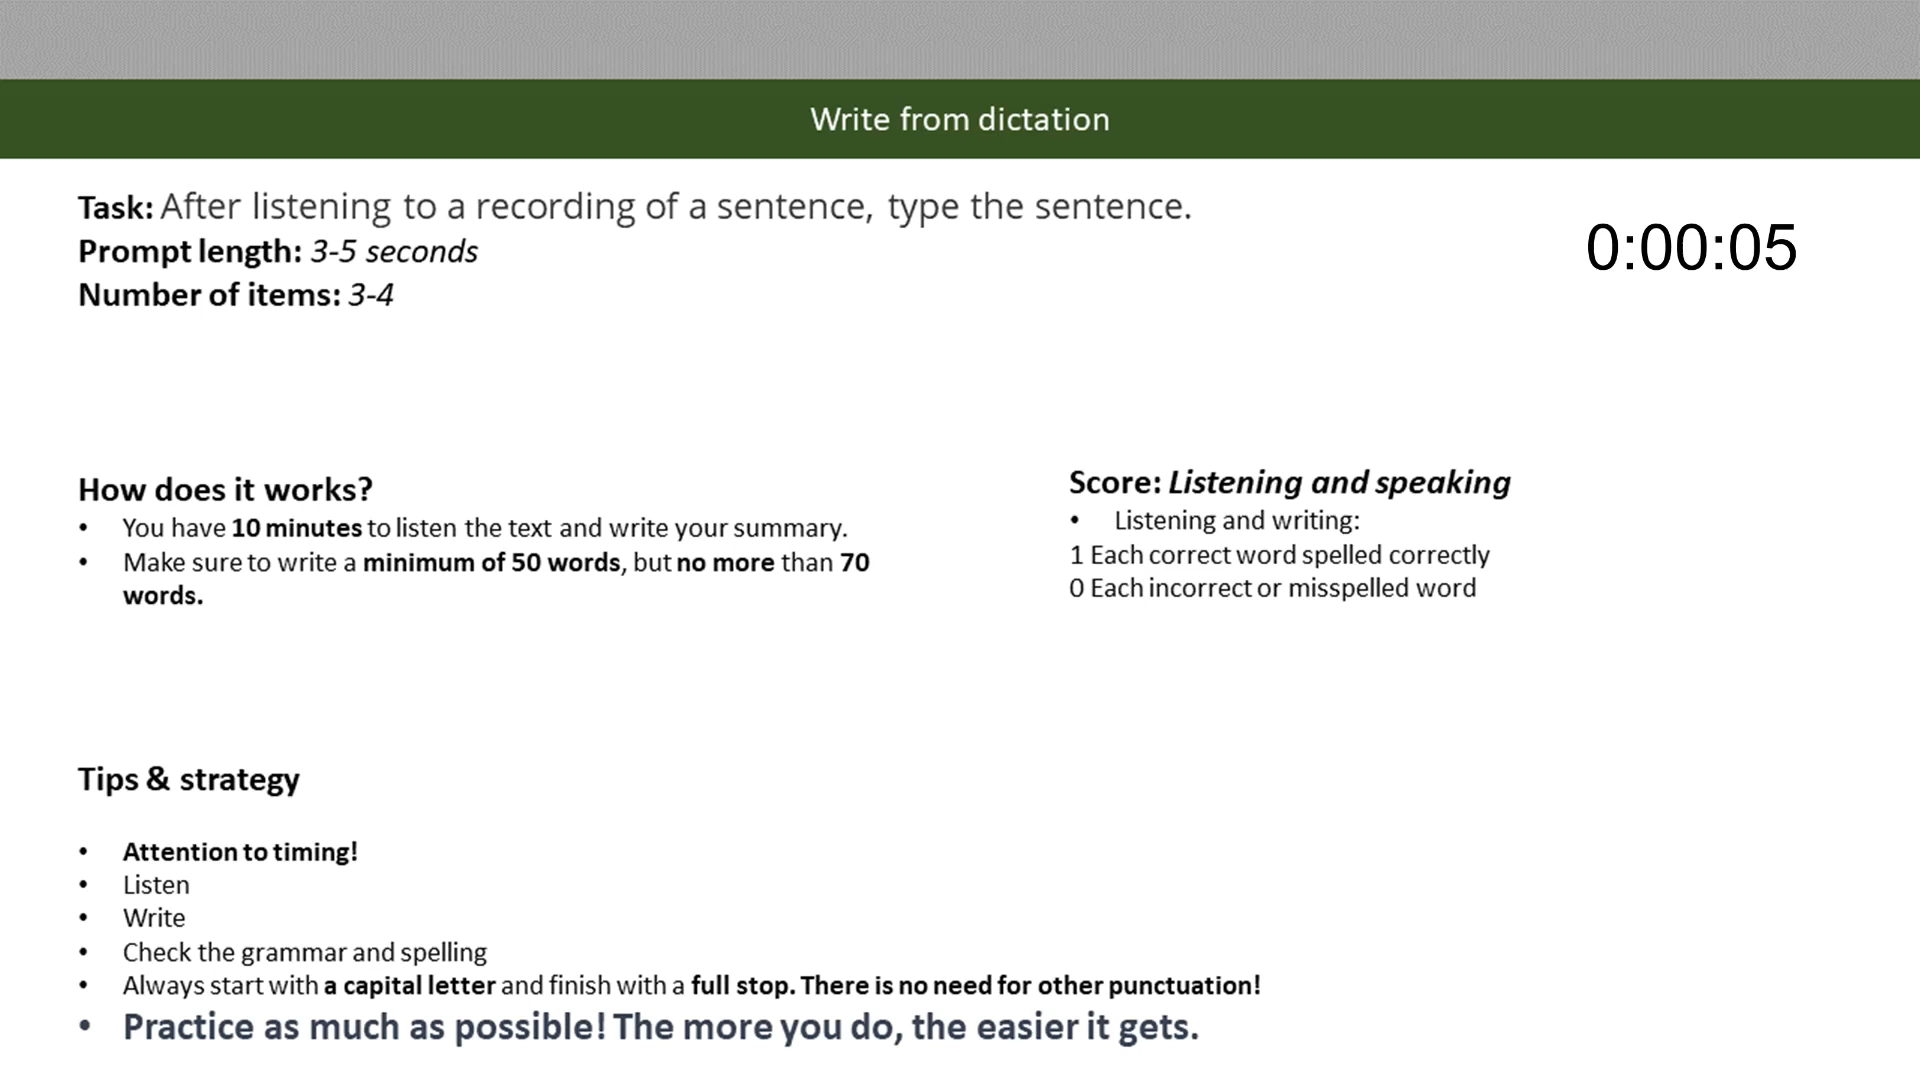 Write from dictation
Task: After listening to a recording of a sentence, type the sentence.
Prompt length: 3-5 seconds
Number of items: 3-4
0:00:05
How does it works?
• You have 10 minutes to listen the text and write your summary.
• Make sure to write a minimum of 50 words, but no more than 70
words.
Score: Listening and speaking
• Listening and writing:
1 Each correct word spelled correctly
0 Each incorrect or misspelled word
Tips & strategy
• Attention to timing!
• Listen
• Write
• Check the grammar and spelling
• Always start with a capital letter and finish with a full stop. There is no need for other punctuation!
• Practice as much as possible! The more you do, the easier it gets.